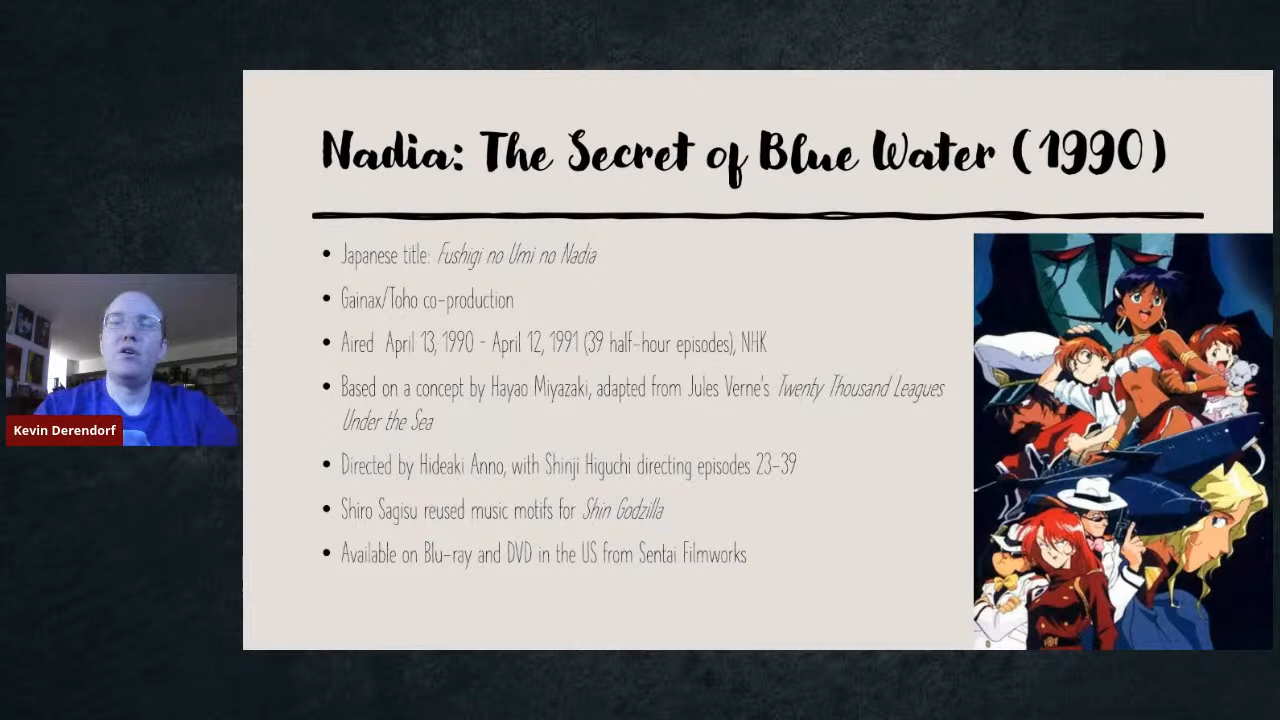 Nadia: The Secret of Blue Water (1990)
• Japanese title: Fushigi no Umi no Nadia
• Gainax/Toho co-production
• Aired April 13, 1990 - April 12, 1991 (39 half-hour episodes), NHK
• Based on a concept by Hayao Miyazaki, adapted from Jules Verne's Twenty Thousand Leagues
Under the Sea
• Directed by Hideaki Anno, with Shinji Higuchi directing episodes 23-39
• Shiro Sagisu reused music motifs for Shin Godzilla
• Available on Blu-ray and DVD in the US from Sentai Filmworks
Kevin Derendorf